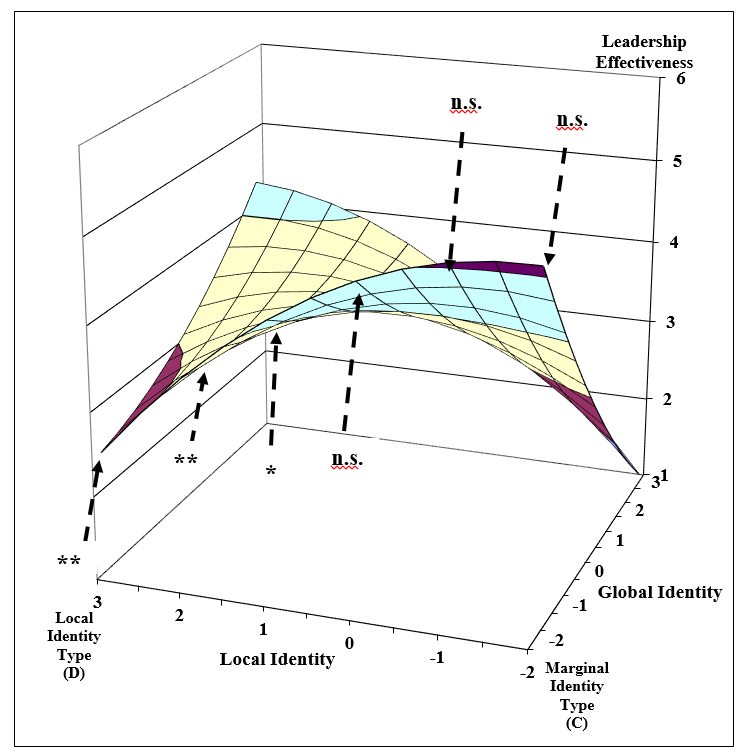 Leadership
Effectiveness
6
n.s.
n.s.
5
4
3
2
1
3
2
1
0
-1
-2
Global Identity
n.s.
**
*
**
3
2
1
0
-1
-2
Local Identity
Local
Identity
Type
(D)
Marginal
Identity
Type
(C)